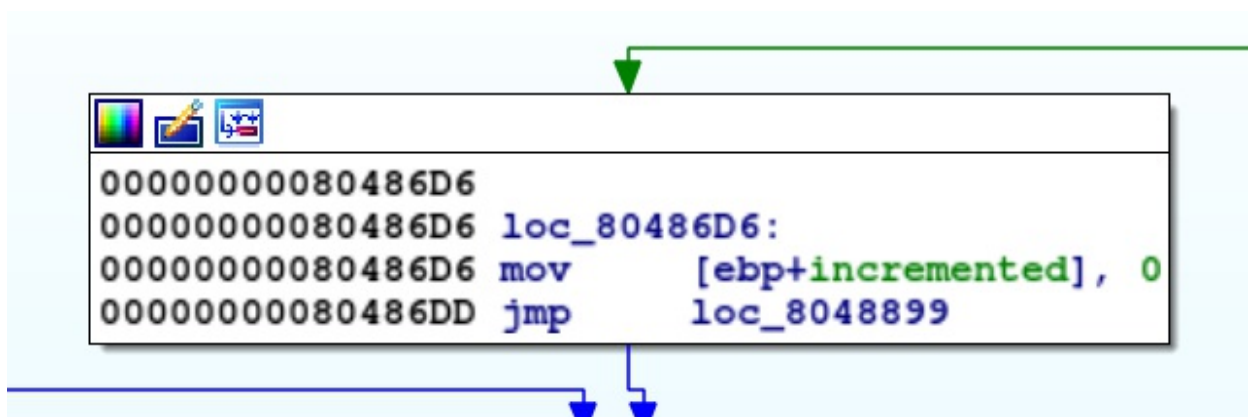 00000000080486D6
00000000080486D6 loc_80486D6:
00000000080486D6 mov [ebp+incremented], 0
00000000080486DD jmp loc_8048899